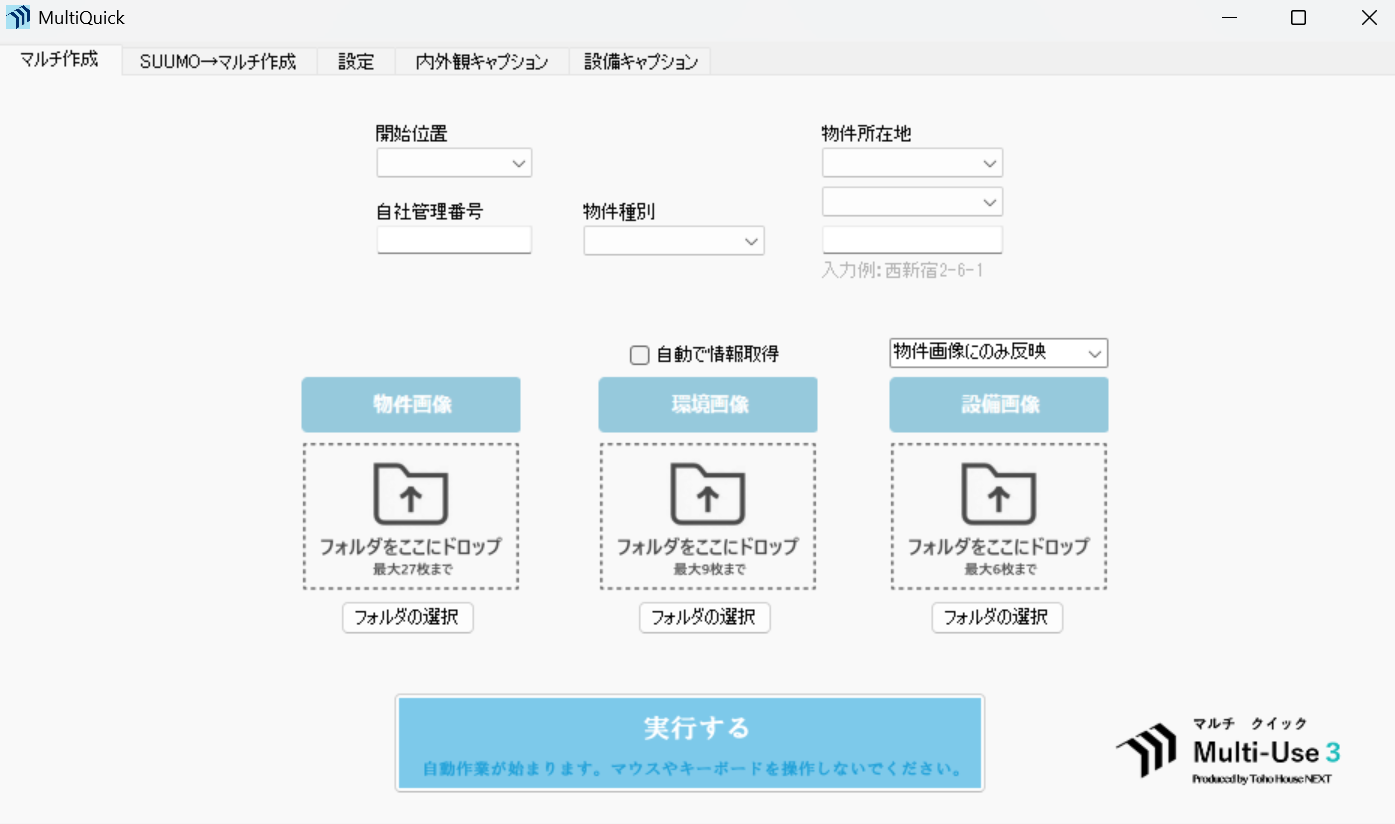 MultiQuick
マルチ作成
SUUMO→マルチ作成
設定
内外観キャプション
設備キャプション
開始位置
物件所在地
自社管理番号
物件種別
入力例: 西新宿2-6-1
自動で情報取得
物件画像にのみ反映
物件画像
環境画像
設備画像
フォルダをここにドロップ
最大27枚まで
フォルダをここにドロップ
最大9枚まで
フォルダをここにドロップ
最大6枚まで
フォルダの選択
フォルダの選択
フォルダの選択
実行する
自動作業が始まります。マウスやキーボードを操作しないでください。
マルチ クイック
Multi-Use 3
Produced by Toho House NEXT